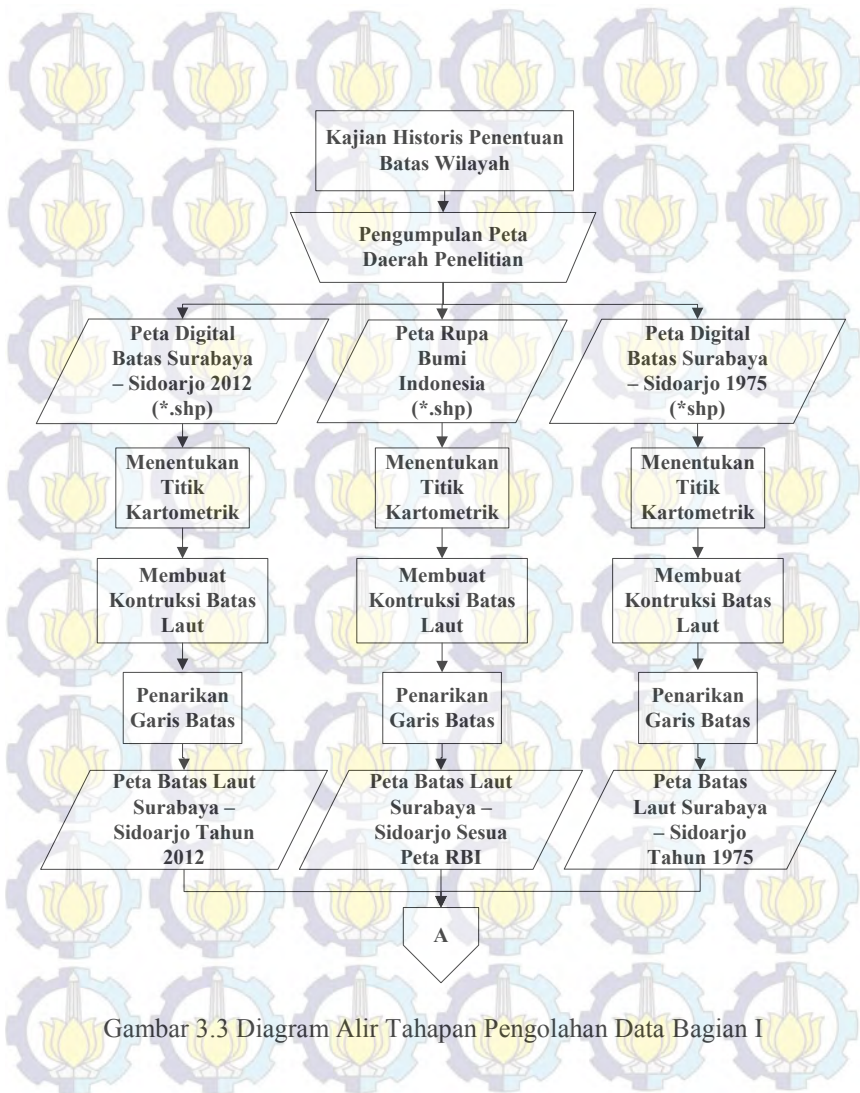 Kajian Historis Penentuan
Batas Wilayah
Pengumpulan Peta
Daerah Penelitian
Peta Digital
Batas Surabaya
– Sidoarjo 2012
(*.shp)
Peta Rupa
Bumi
Indonesia
(*.shp)
Peta Digital
Batas Surabaya
– Sidoarjo 1975
(*shp)
Menentukan
Titik
Kartometrik
Menentukan
Titik
Kartometrik
Menentukan
Titik
Kartometrik
Membuat
Kontruksi Batas
Laut
Membuat
Kontruksi Batas
Laut
Membuat
Kontruksi Batas
Laut
Penarikan
Garis Batas
Penarikan
Garis Batas
Penarikan
Garis Batas
Peta Batas Laut
Surabaya –
Sidoarjo Tahun
2012
Peta Batas Laut
Surabaya –
Sidoarjo Sesua
Peta RBI
Peta Batas
Laut Surabaya
– Sidoarjo
Tahun 1975
A
Gambar 3.3 Diagram Alir Tahapan Pengolahan Data Bagian I